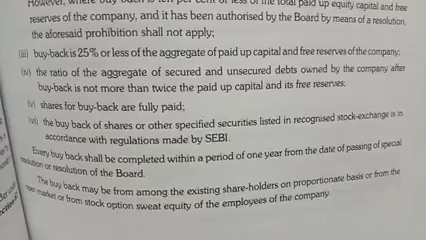 However, where buy back is ten per cent or less of the total paid up equity capital and free
reserves of the company, and it has been authorised by the Board by means of a resolution,
the aforesaid prohibition shall not apply;
(iii) buy-back is 25% or less of the aggregate of paid up capital and free reserves of the company;
(iv) the ratio of the aggregate of secured and unsecured debts owned by the company after
buy-back is not more than twice the paid up capital and its free reserves;
(v) shares for buy-back are fully paid;
(vi) the buy back of shares or other specified securities listed in recognised stock-exchange is in
accordance with regulations made by SEBI.
Every buy back shall be completed within a period of one year from the date of passing of special
resolution or resolution of the Board.
The buy back may be from among the existing share-holders on proportionate basis or from the
open market or from stock option sweat equity of the employees of the company.